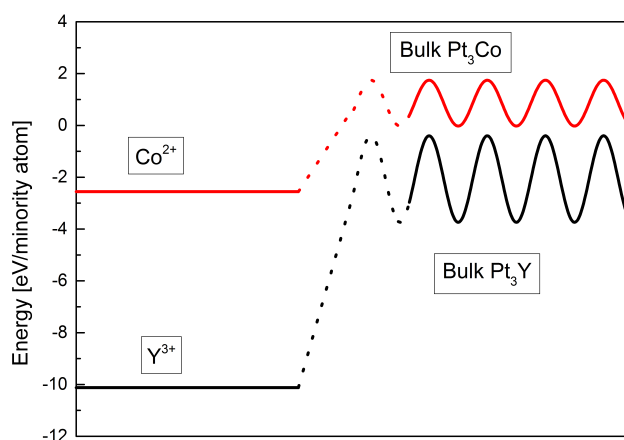 Energy [eV/minority atom]
4
2
0
-2
-4
-6
-8
-10
-12
Bulk Pt₃Co
Co²⁺
Bulk Pt₃Y
Y³⁺